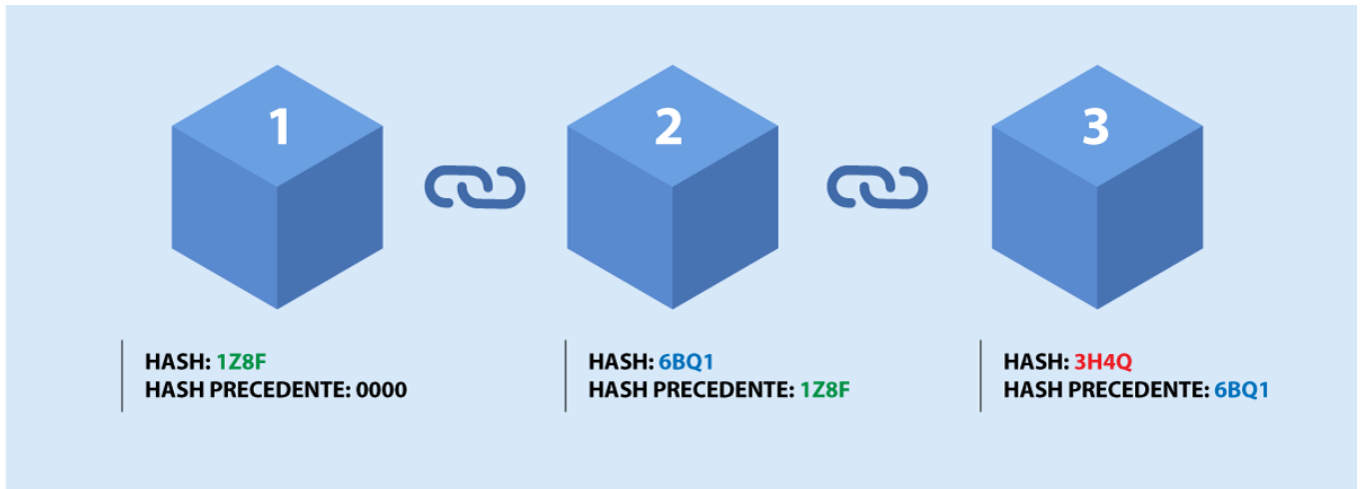 1
2
3
HASH: 1Z8F
HASH PRECEDENTE: 0000
HASH: 6BQ1
HASH PRECEDENTE: 1Z8F
HASH: 3H4Q
HASH PRECEDENTE: 6BQ1